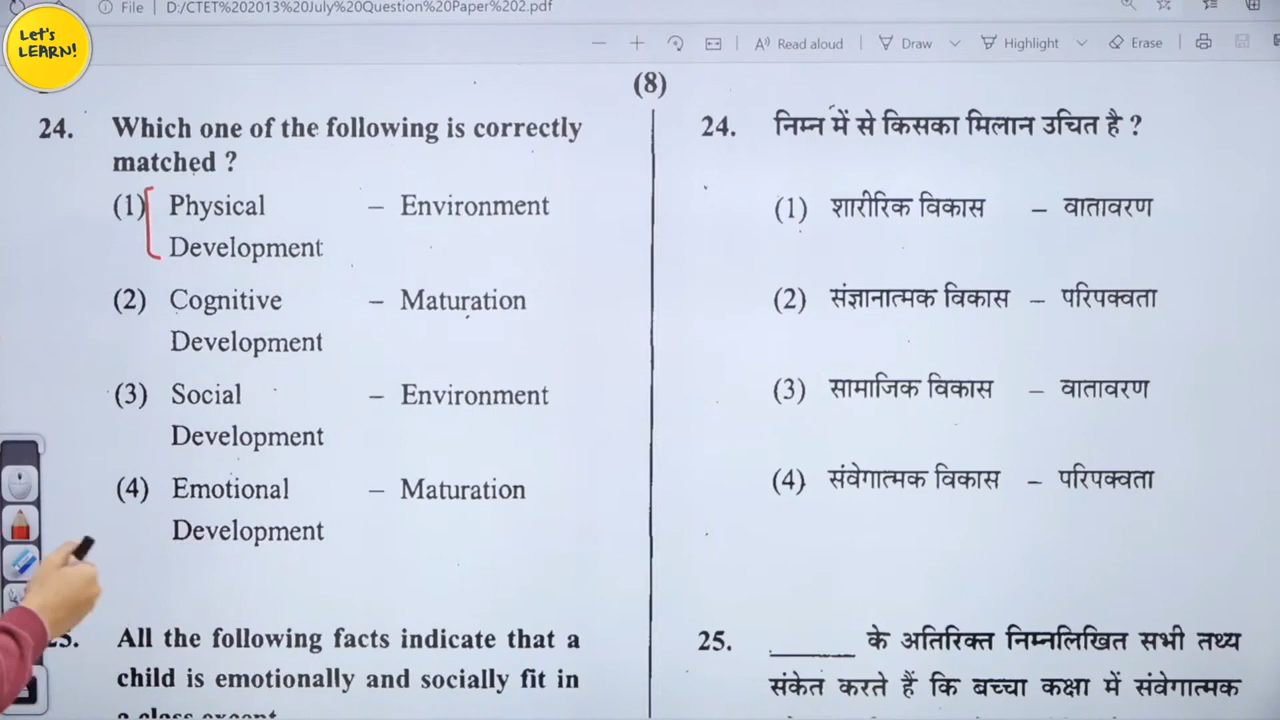 File | D:/CTET%202013%20July%20Question%20Paper%202.pdf
Let's
LEARN!
Read aloud
Draw
Highlight
Erase
(8)
24. Which one of the following is correctly
matched ?
(1) Physical – Environment
Development
(2) Cognitive – Maturation
Development
(3) Social – Environment
Development
(4) Emotional – Maturation
Development
All the following facts indicate that a
child is emotionally and socially fit in
a class except
24. निम्न में से किसका मिलान उचित है ?
(1) शारीरिक विकास – वातावरण
(2) संज्ञानात्मक विकास – परिपक्वता
(3) सामाजिक विकास – वातावरण
(4) संवेगात्मक विकास – परिपक्वता
25. ______ के अतिरिक्त निम्नलिखित सभी तथ्य
संकेत करते हैं कि बच्चा कक्षा में संवेगात्मक